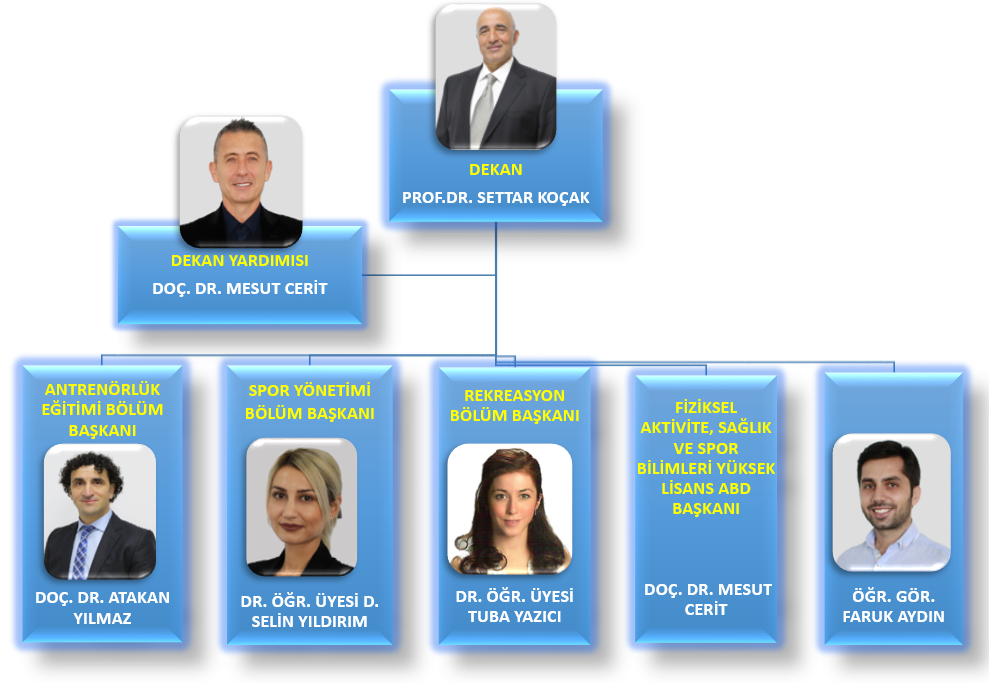 DEKAN
PROF.DR. SETTAR KOÇAK
DEKAN YARDIMISI
DOÇ. DR. MESUT CERİT
ANTRENÖRLÜK
EĞİTİMİ BÖLÜM
BAŞKANI
DOÇ. DR. ATAKAN
YILMAZ
SPOR YÖNETİMİ
BÖLÜM BAŞKANI
DR. ÖĞR. ÜYESİ D.
SELİN YILDIRIM
REKREASYON
BÖLÜM BAŞKANI
DR. ÖĞR. ÜYESİ
TUBA YAZICI
FİZİKSEL
AKTİVİTE, SAĞLIK
VE SPOR
BİLİMLERİ YÜKSEK
LİSANS ABD
BAŞKANI
DOÇ. DR. MESUT
CERİT
ÖĞR. GÖR.
FARUK AYDIN